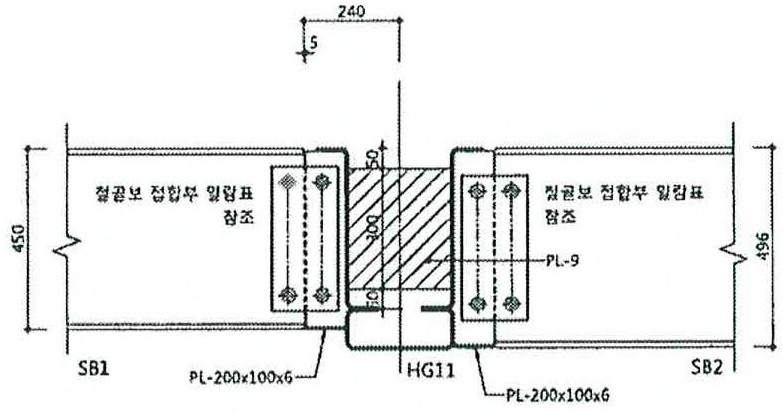 240
5
50
철골보 접합부 일람표
참조
철골보 접합부 일람표
참조
450
300
PL-9
496
50
SB1
PL-200x100x6
HG11
SB2
PL-200x100x6